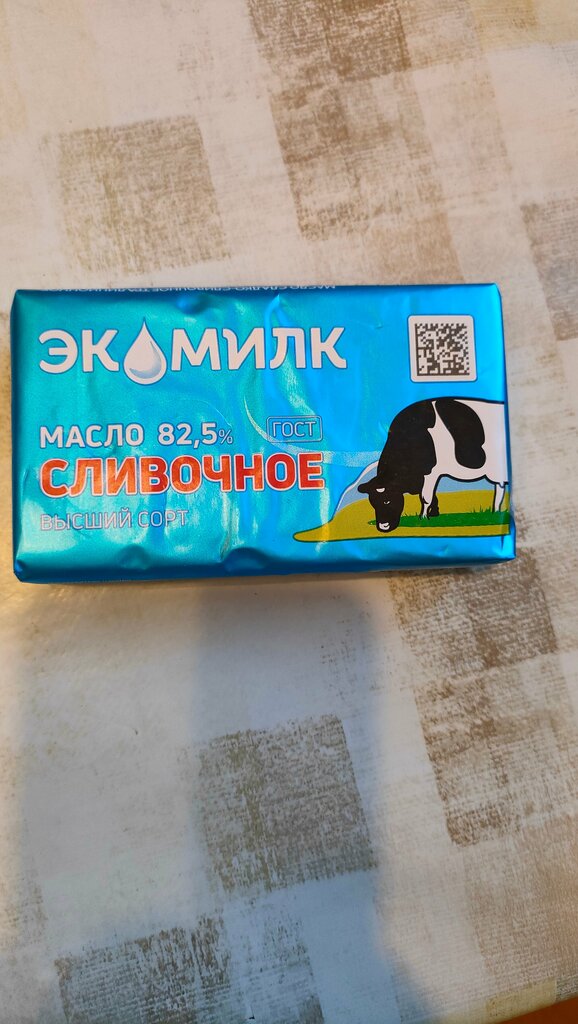 ЭКОМИЛК
МАСЛО 82,5%
ГОСТ
СЛИВОЧНОЕ
ВЫСШИЙ СОРТ